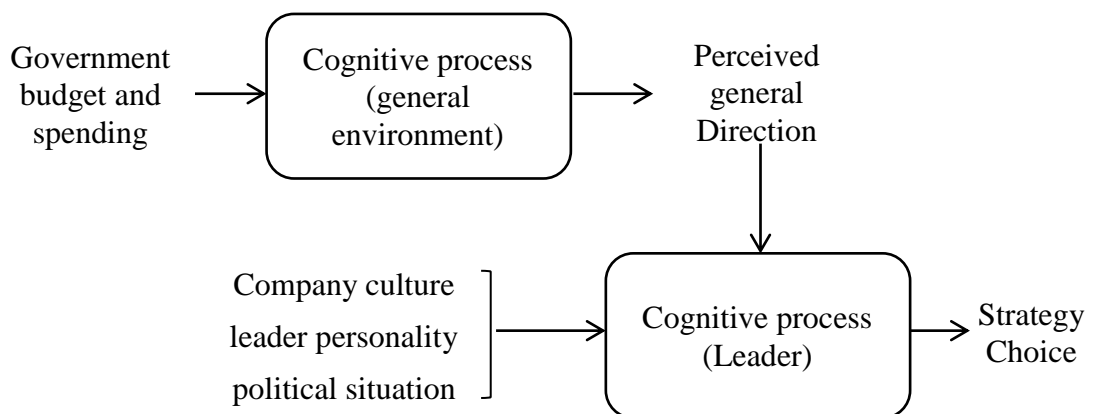 Government
budget and
spending
Cognitive process
(general
environment)
Perceived
general
Direction
Company culture
leader personality
political situation
Cognitive process
(Leader)
Strategy
Choice